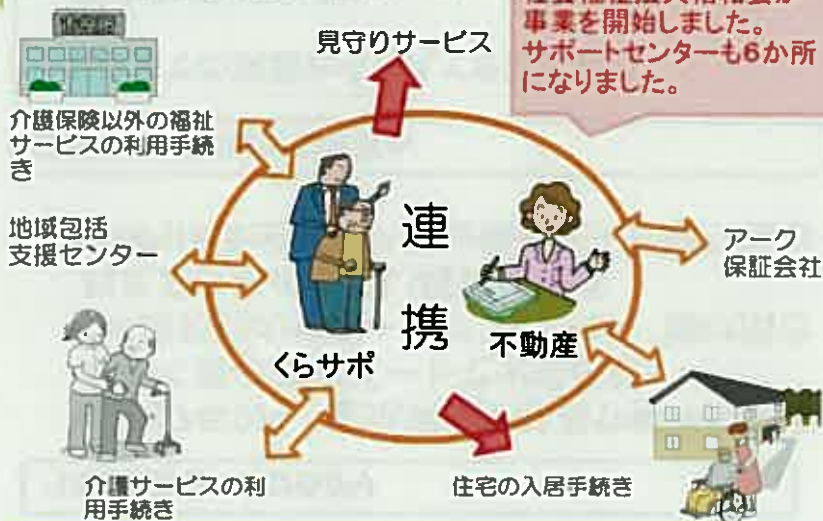 事業を開始しました。
サポートセンターも6か所
になりました。
見守りサービス
介護保険以外の福祉
サービスの利用手続
き
地域包括
支援センター
連
携
くらサポ
不動産
アーク
保証会社
介護サービスの利
用手続き
住宅の入居手続き